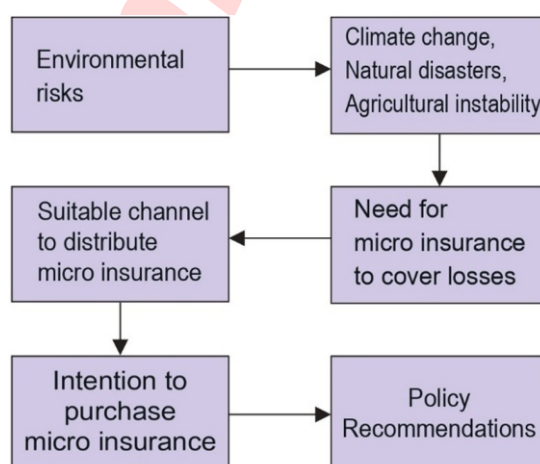 Environmental
risks
Climate change,
Natural disasters,
Agricultural instability
Need for
micro insurance
to cover losses
Suitable channel
to distribute
micro insurance
Intention to
purchase
micro insurance
Policy
Recommendations